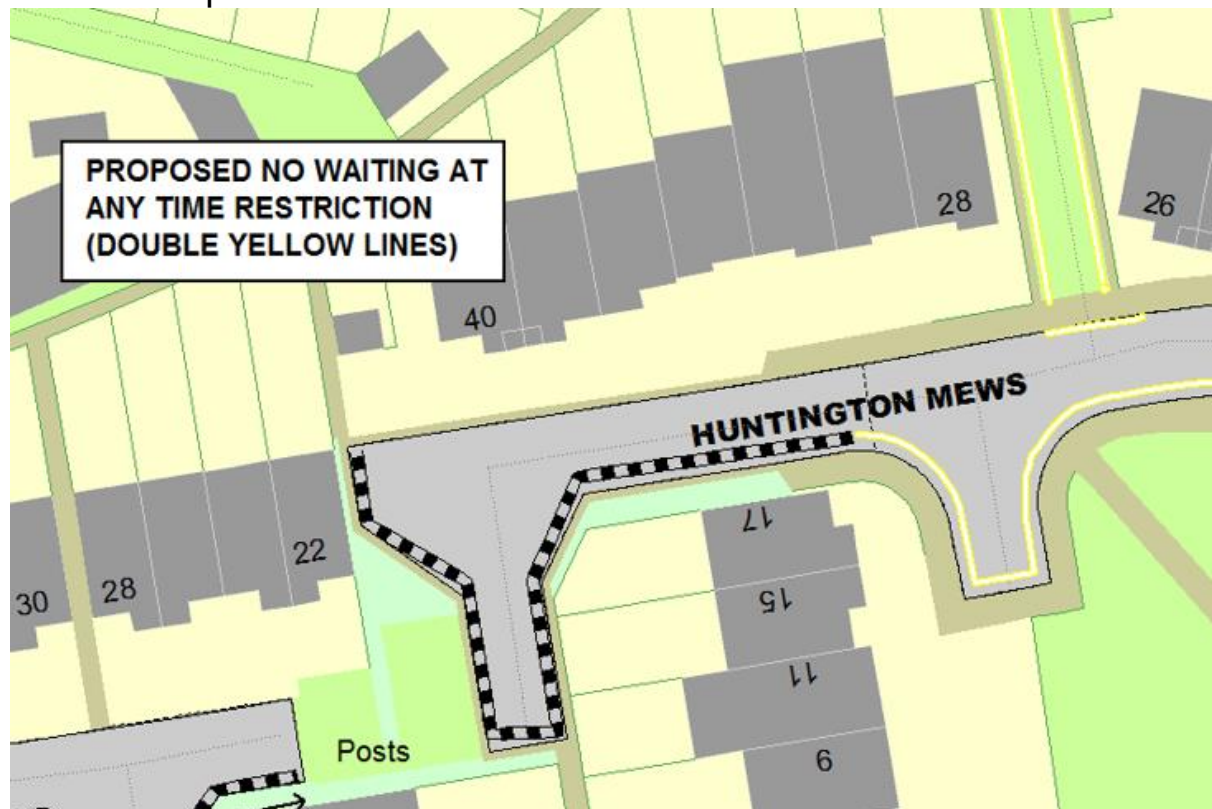 PROPOSED NO WAITING AT
ANY TIME RESTRICTION
(DOUBLE YELLOW LINES)
28
26
40
HUNTINGTON MEWS
17
22
28
30
15
11
9
Posts